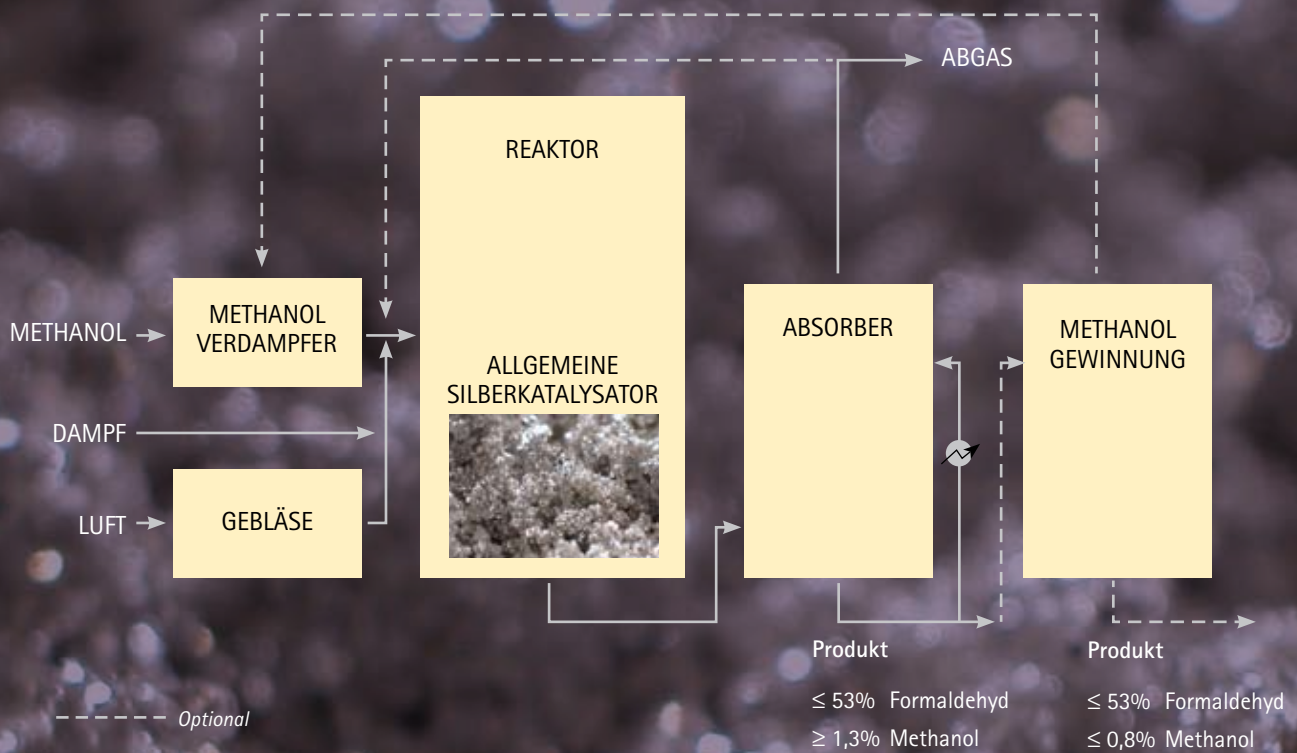 ABGAS
REAKTOR
METHANOL
METHANOL
VERDAMPFER
ABSORBER
METHANOL
GEWINNUNG
ALLGEMEINE
SILBERKATALYSATOR
DAMPF
LUFT
GEBLÄSE
Produkt
≤ 53% Formaldehyd
≥ 1,3% Methanol
Produkt
≤ 53% Formaldehyd
≤ 0,8% Methanol
Optional